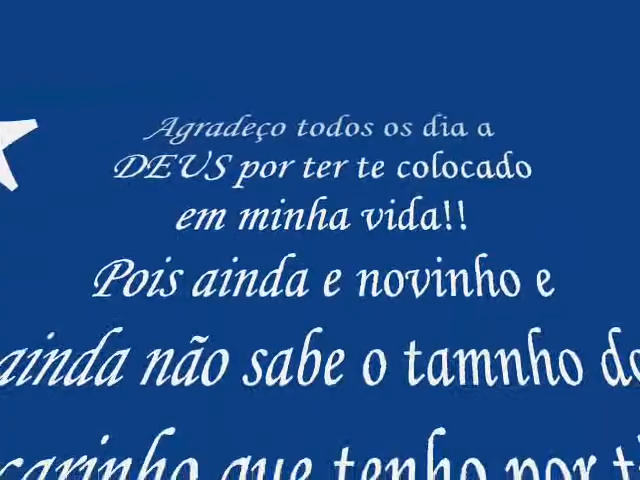 Agradeço todos os dia a
DEUS por ter te colocado
em minha vida!!
Pois ainda e novinho e
ainda não sabe o tamnho do
carinho que tenho por